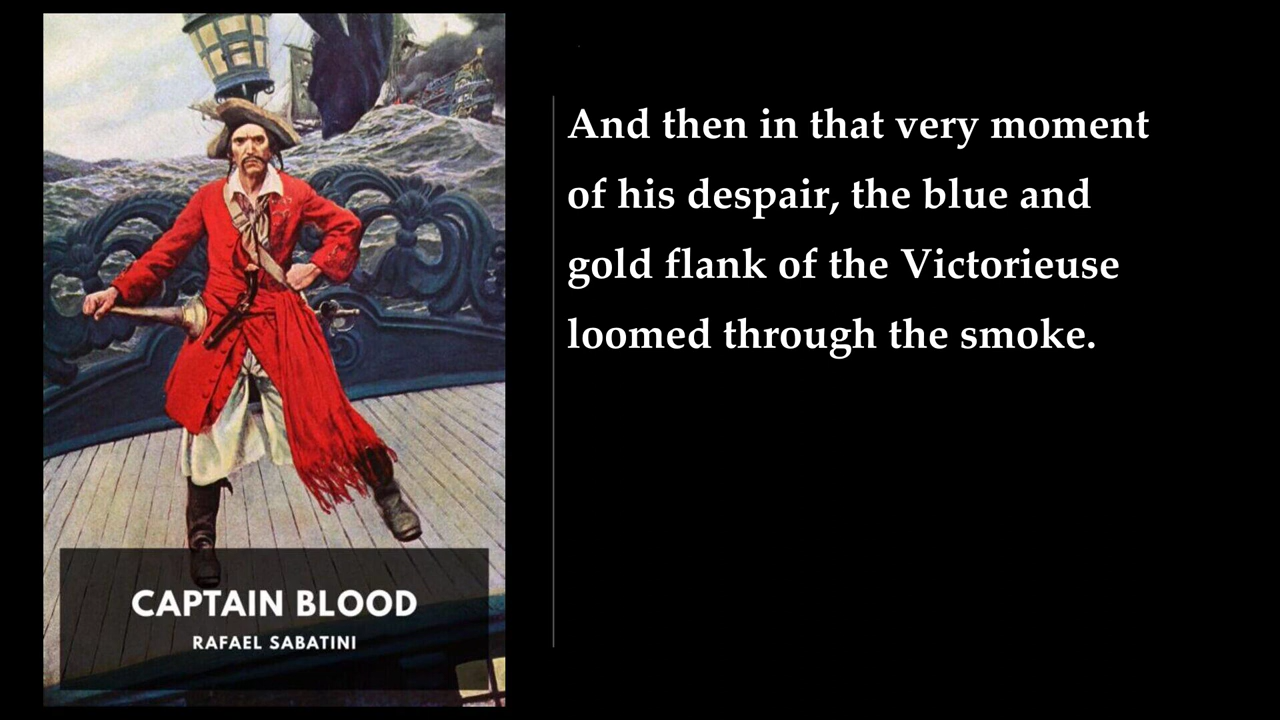 And then in that very moment
of his despair, the blue and
gold flank of the Victorieuse
loomed through the smoke.
CAPTAIN BLOOD
RAFAEL SABATINI